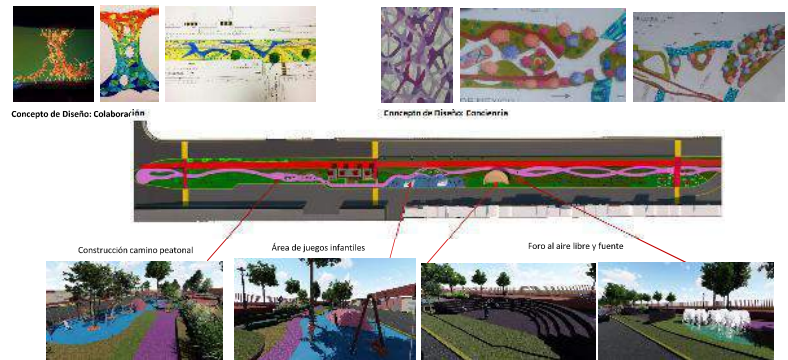 Concepto de Diseño: Colaboración
Concepto de Diseño: Conciencia
Construcción camino peatonal
Área de juegos infantiles
Foro al aire libre y fuente